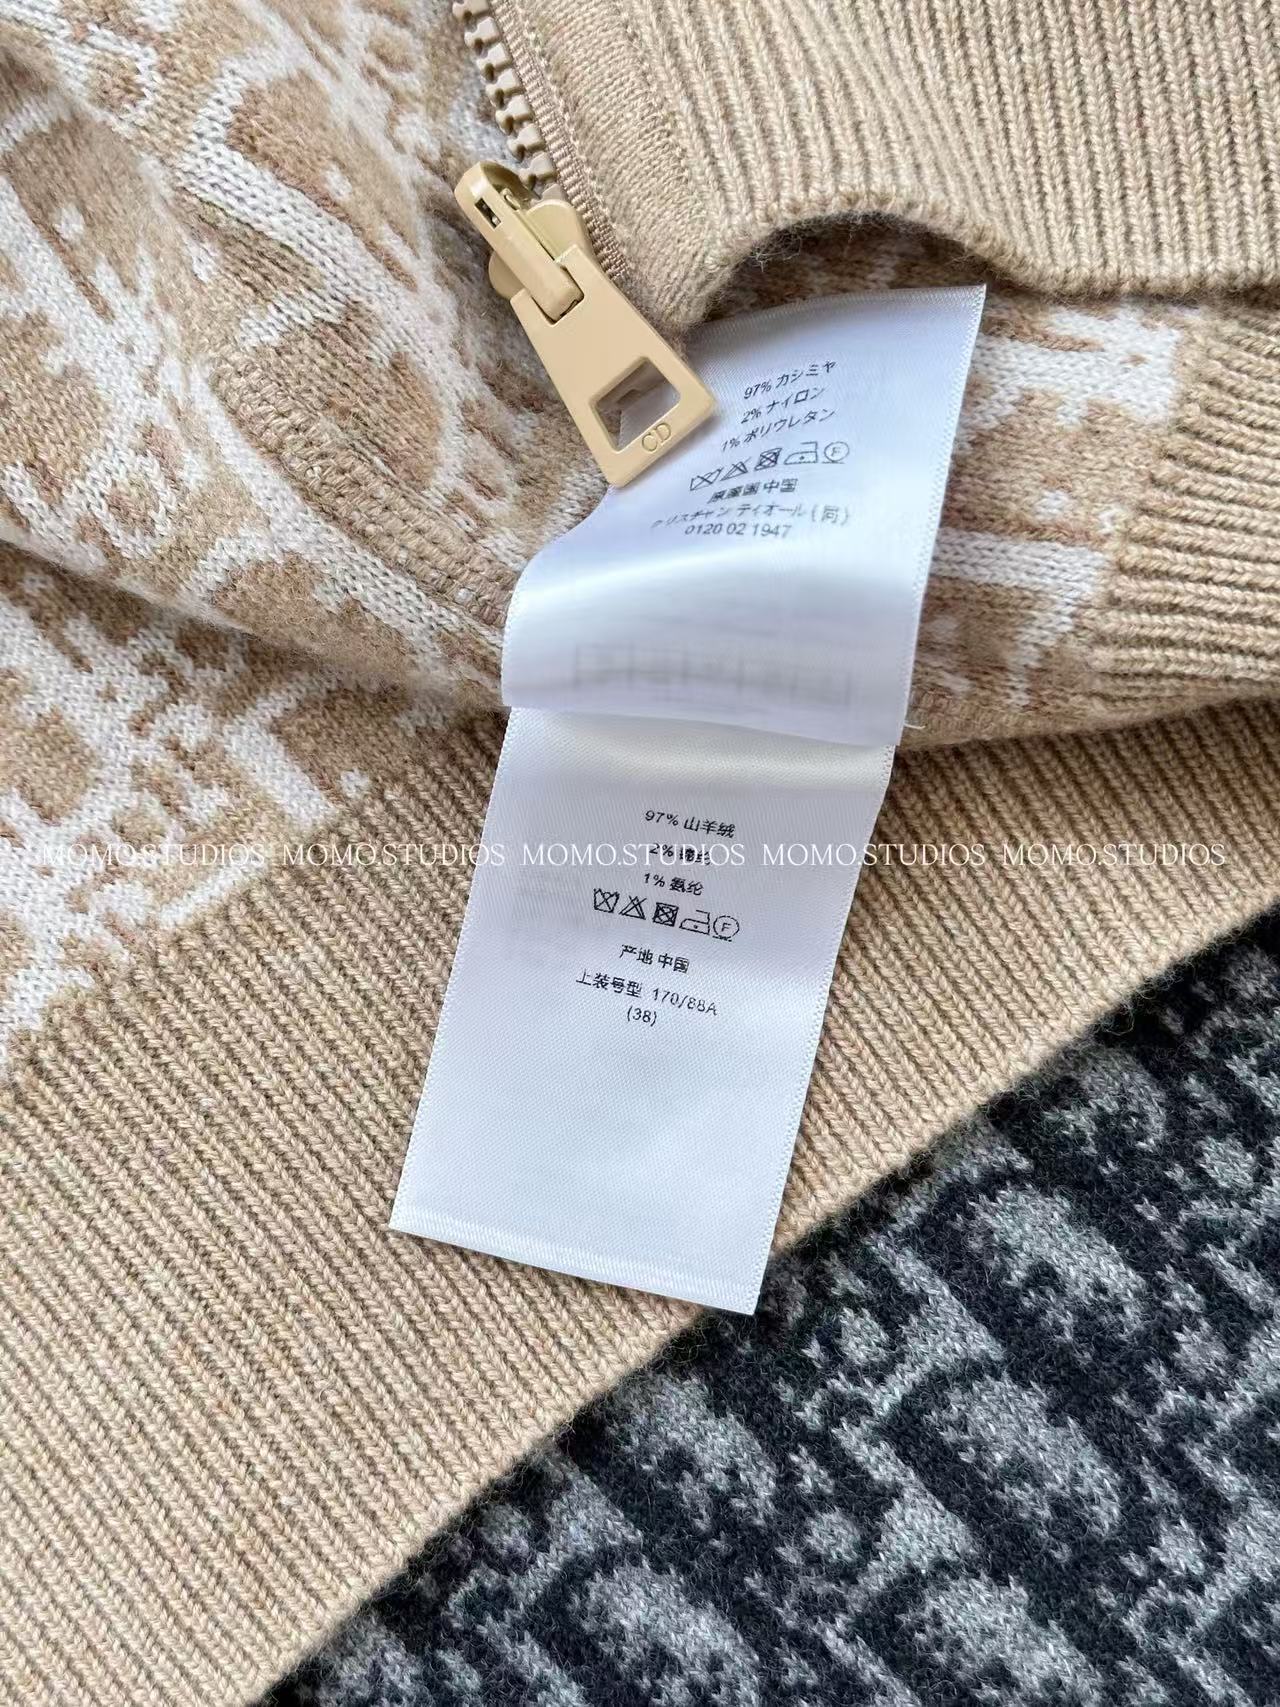 CD
97% カシミヤ
2% ナイロン
1% ポリウレタン
F
原産国 中国
クリスチャン ディオール (同)
0120 02 1947
97% 山羊绒
MOMO.STUDIOS MOMO.STUDIOS MOMO.STUDIOS MOMO.STUDIOS MOMO.STUDIOS
2% 锦纶
1% 氨纶
F
产地 中国
上装号型 170/88A
(38)